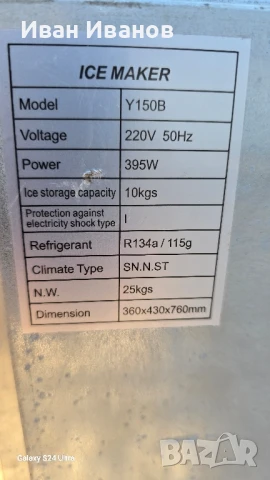 Иван Иванов
ICE MAKER
Model Y150B
Voltage 220V 50Hz
Power 395W
Ice storage capacity 10kgs
Protection against
electricity shock type I
Refrigerant R134a / 115g
Climate Type SN.N.ST
N.W. 25kgs
Dimension 360x430x760mm
Galaxy S24 Ultra
BAZAR